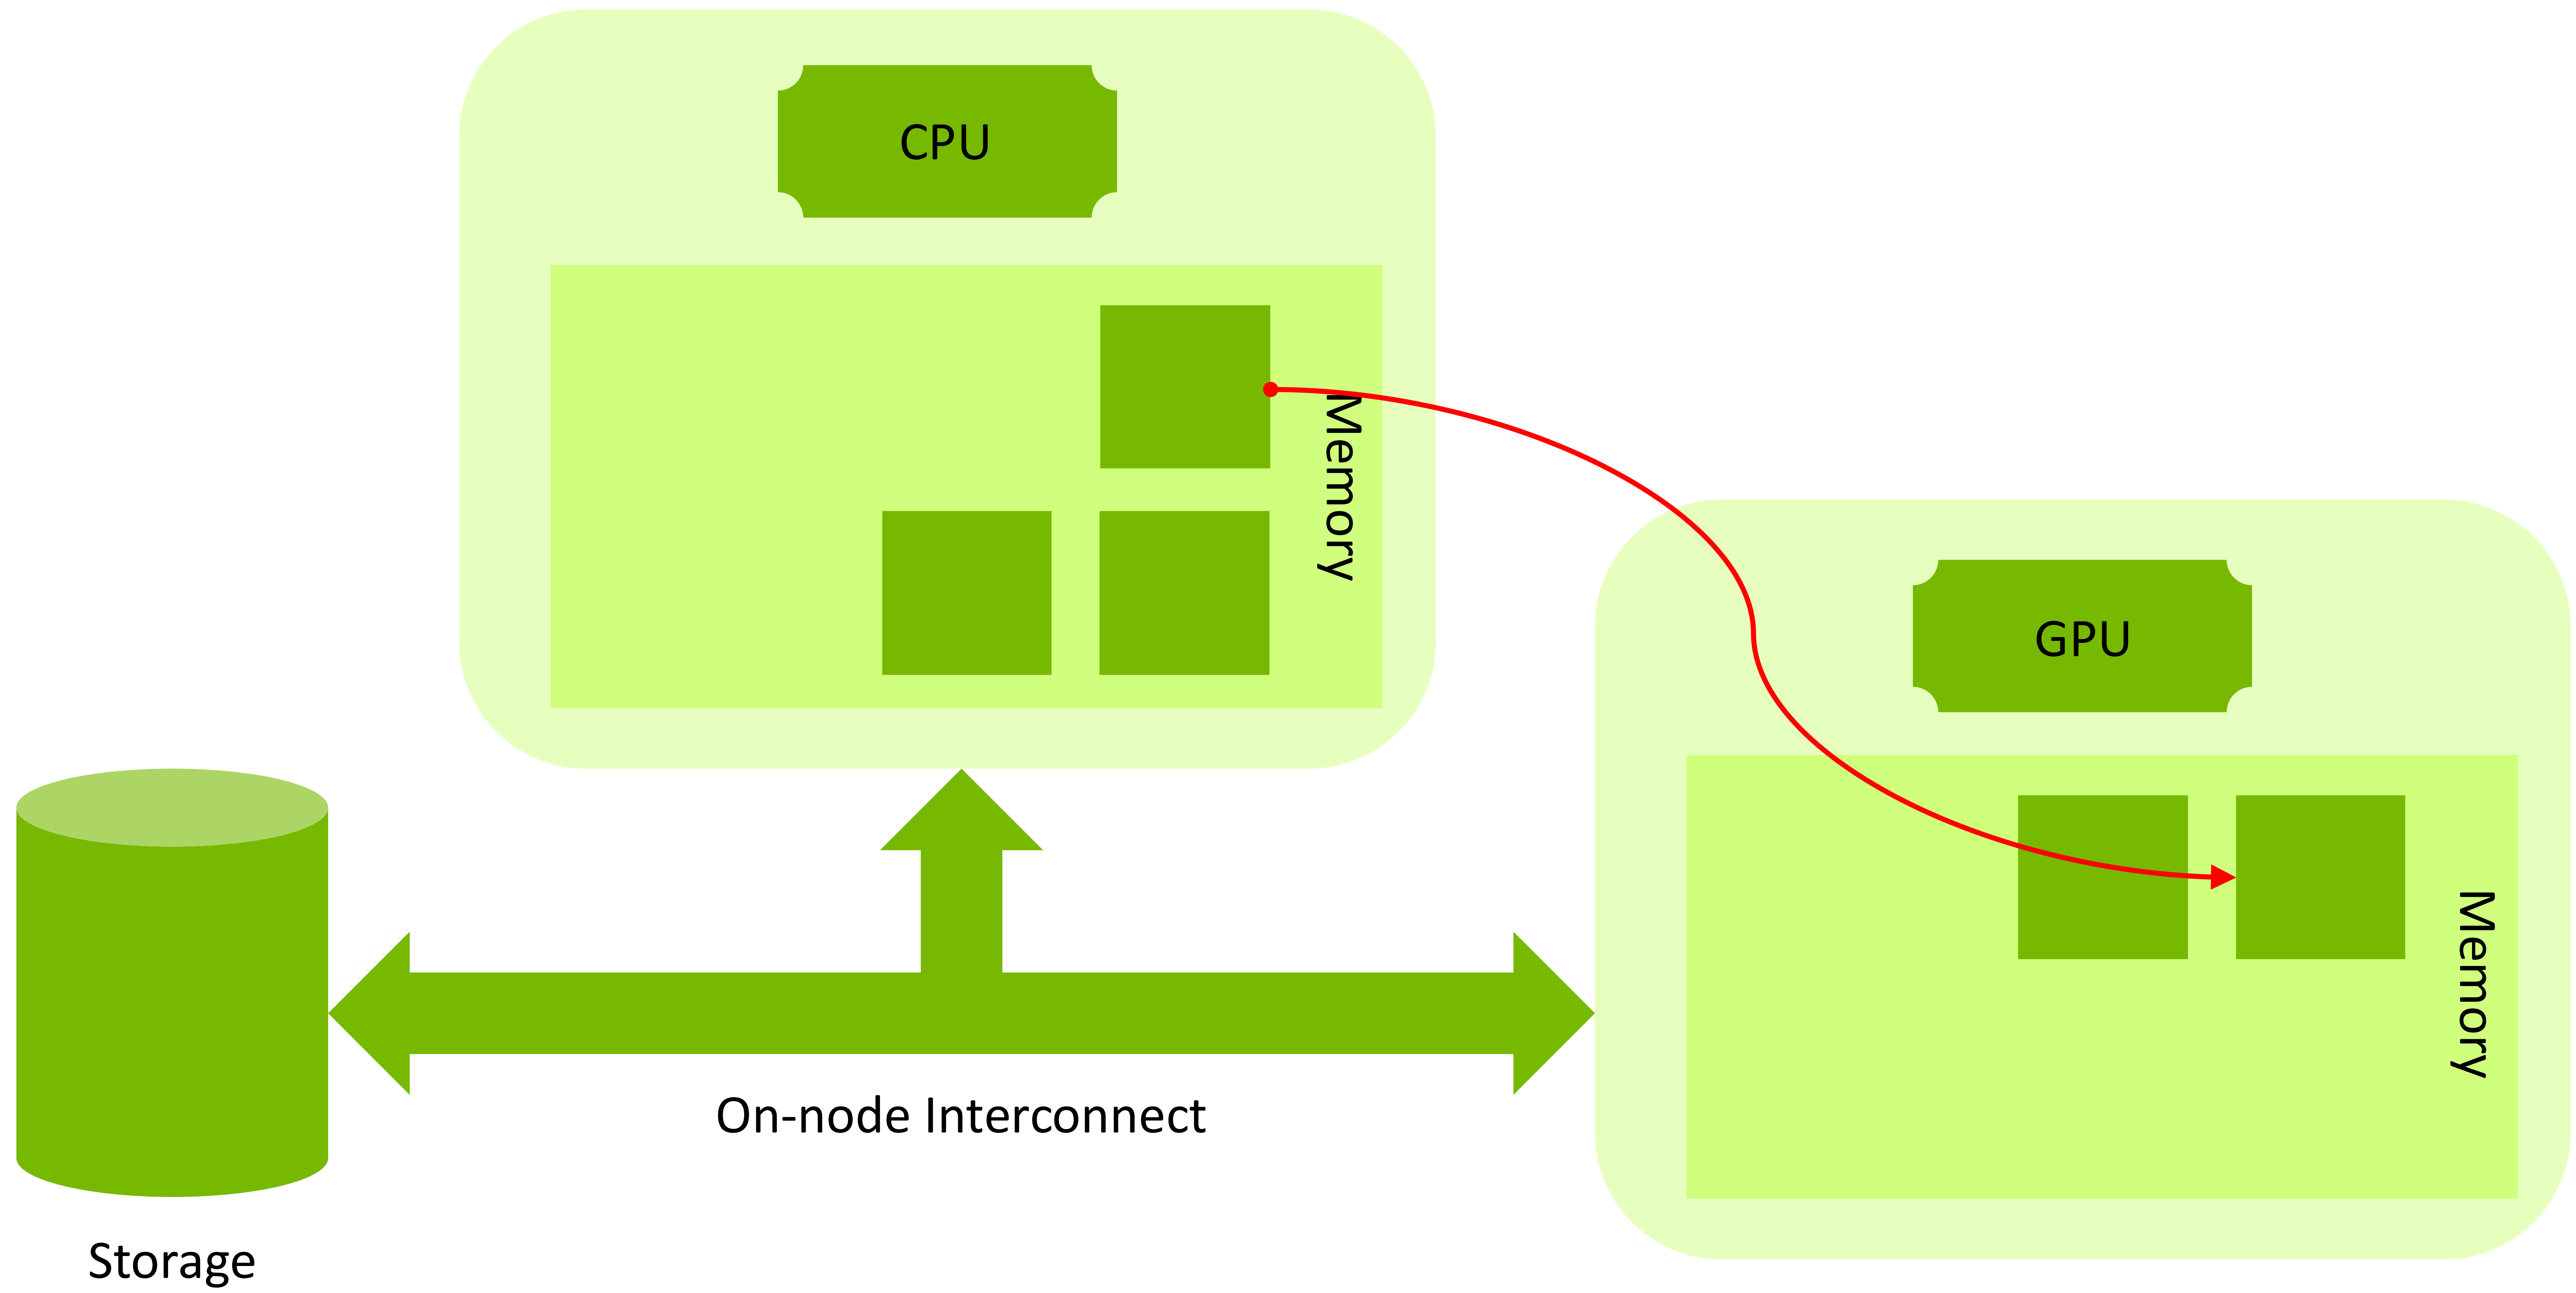 CPU
Memory
GPU
Memory
On-node Interconnect
Storage